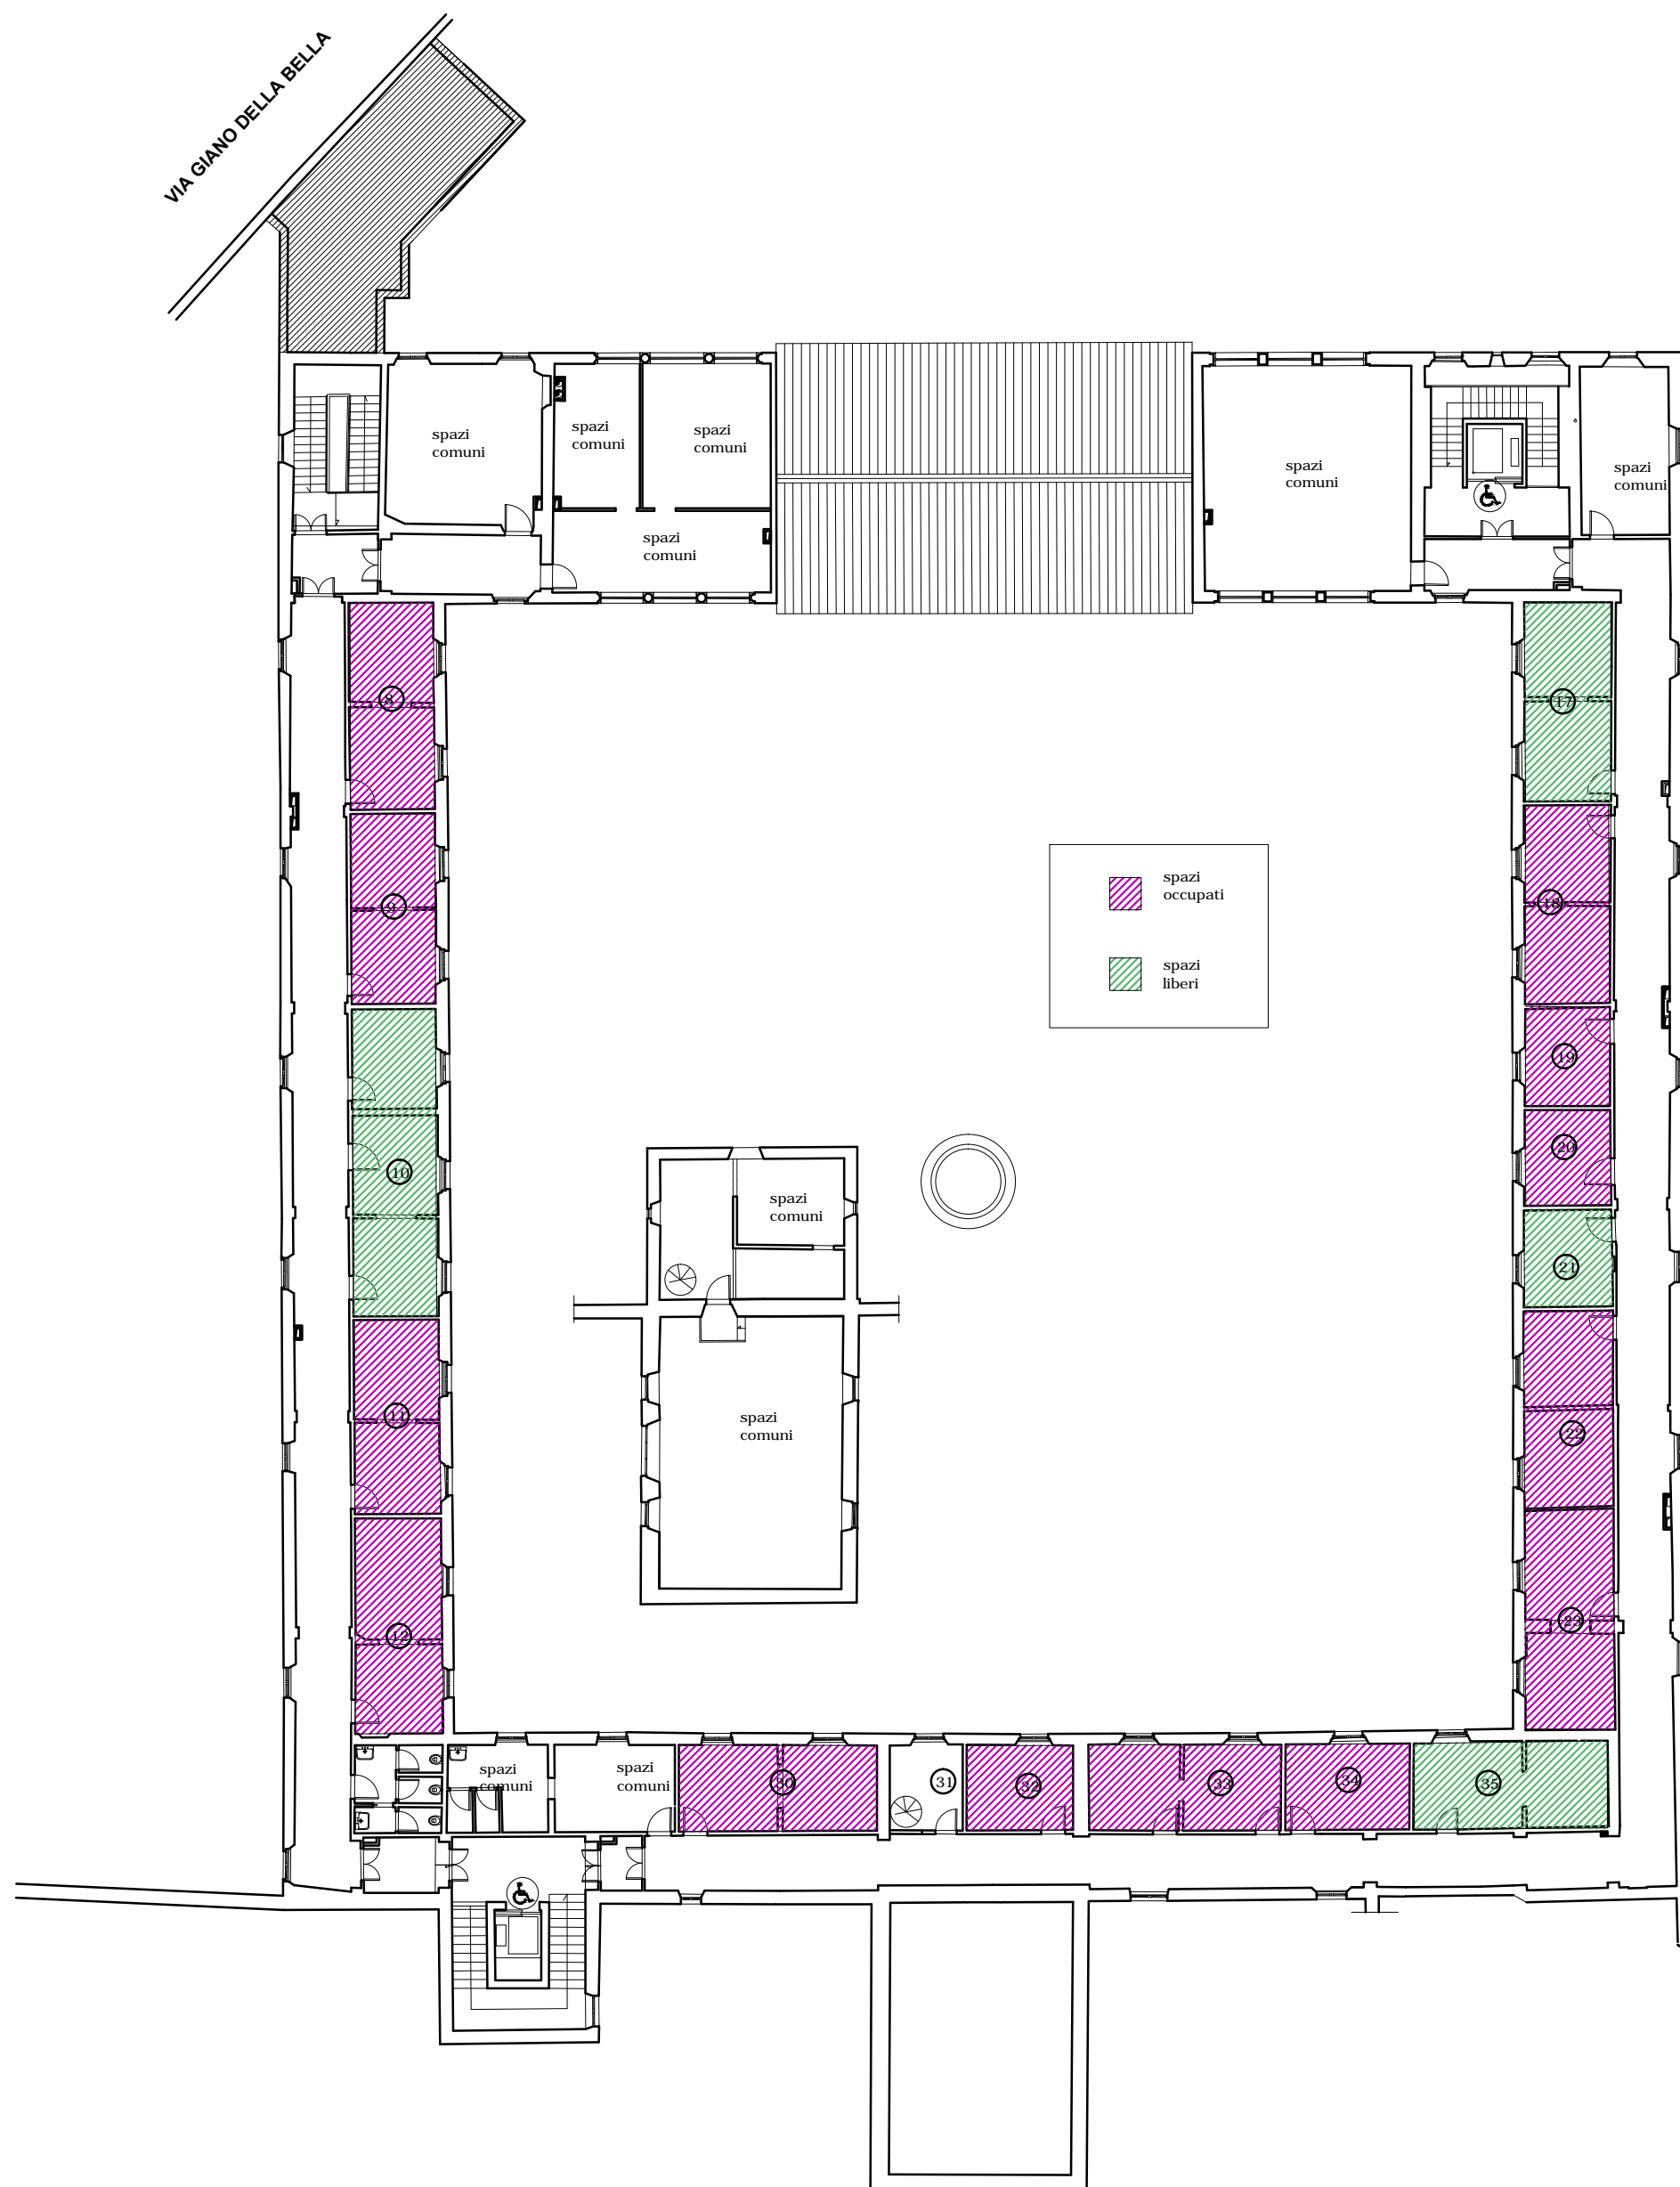 VIA GIANO DELLA BELLA
spazi
comuni
spazi
comuni
spazi
comuni
spazi
comuni
spazi
comuni
spazi
comuni
8
17
spazi
occupati
9
18
spazi
liberi
19
10
20
spazi
comuni
21
11
spazi
comuni
22
12
23
spazi
comuni
spazi
comuni
30
31
32
33
34
35